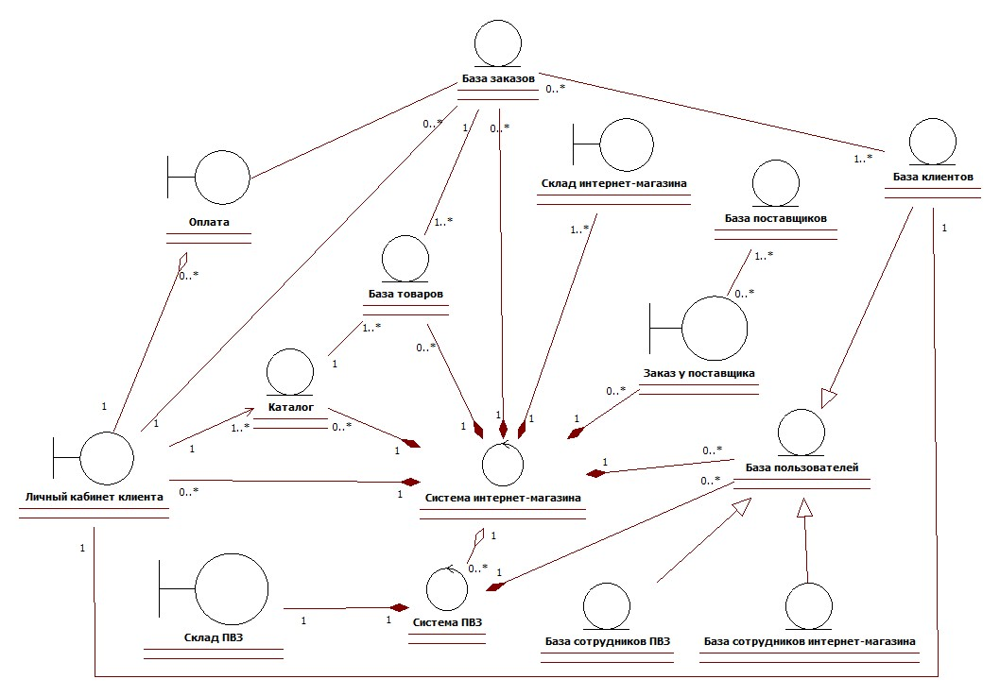 База заказов
0..*
0..*
1
0..*
1..*
База клиентов
1
Склад интернет-магазина
1..*
База поставщиков
1..*
0..*
Оплата
0..*
1..*
База товаров
1..*
0..*
1
Заказ у поставщика
0..*
Каталог
1..*
0..*
1
1
1
1
1
1
1
1
1
База пользователей
0..*
0..*
Личный кабинет клиента
0..*
1
Система интернет-магазина
1
0..*
1
1
Склад ПВЗ
1
1
Система ПВЗ
База сотрудников ПВЗ
База сотрудников интернет-магазина